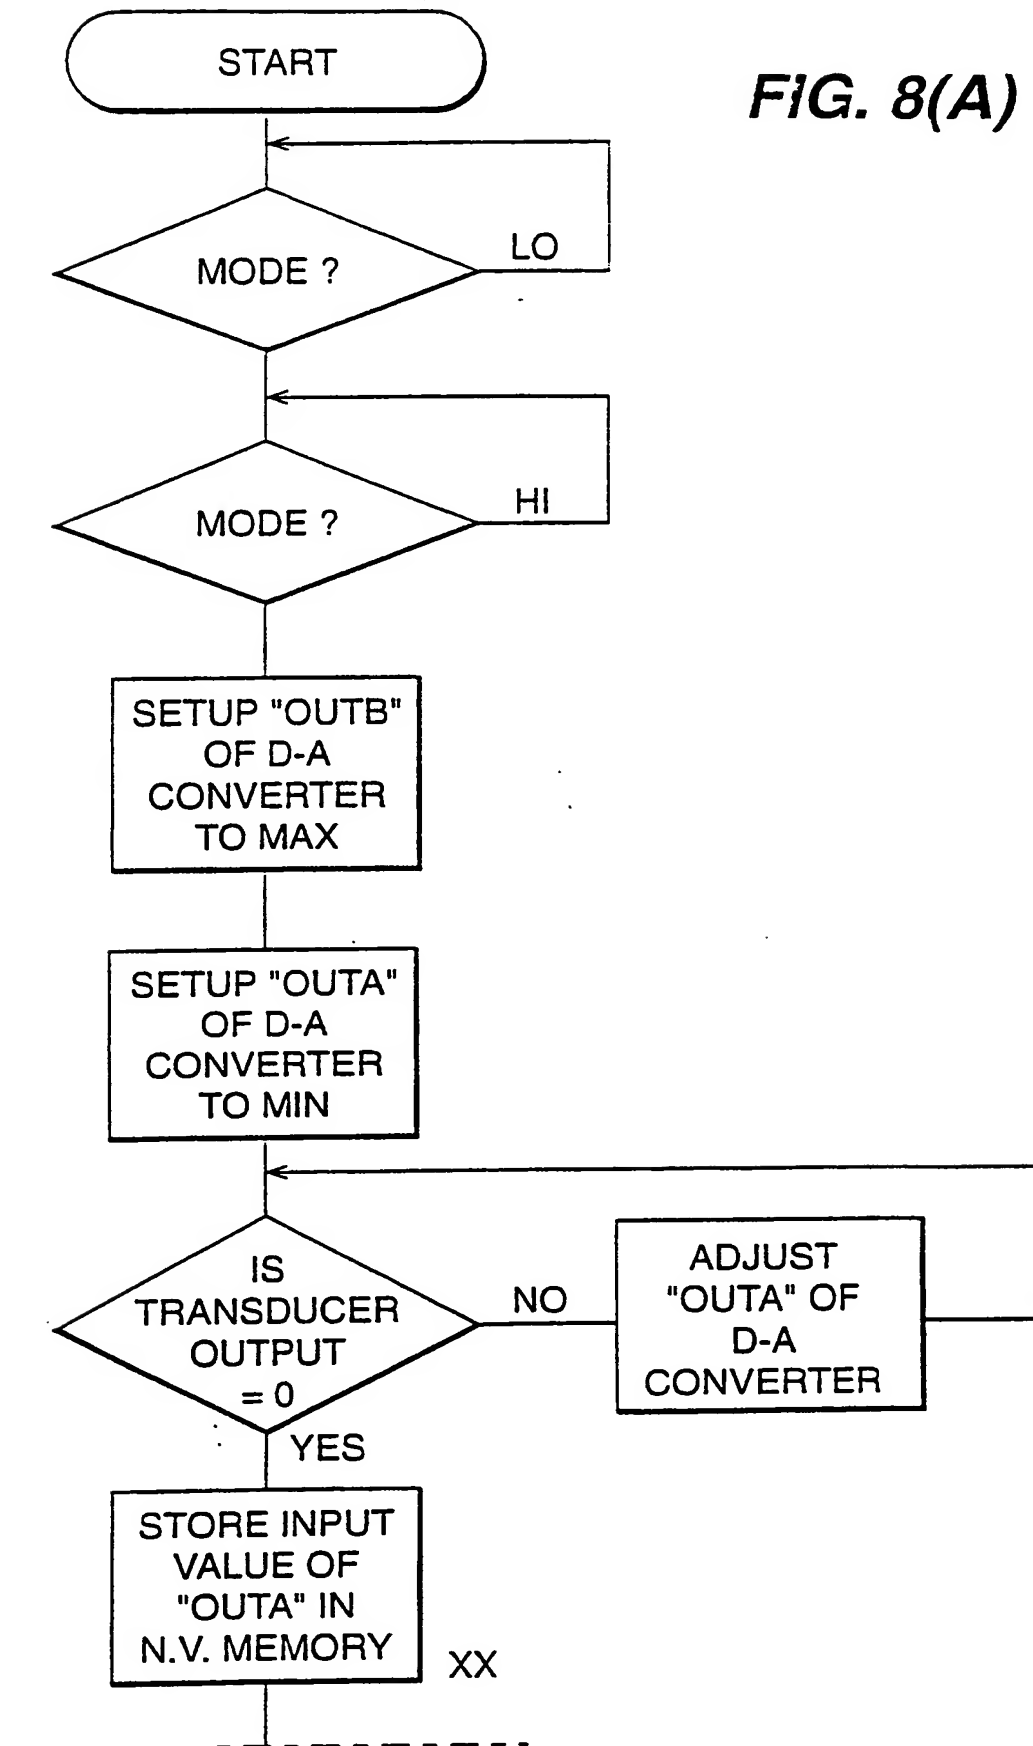 START
FIG. 8(A)
MODE ?
LO
MODE ?
HI
SETUP "OUTB"
OF D-A
CONVERTER
TO MAX
SETUP "OUTA"
OF D-A
CONVERTER
TO MIN
IS
TRANSDUCER
OUTPUT
= 0
NO
ADJUST
"OUTA" OF
D-A
CONVERTER
YES
STORE INPUT
VALUE OF
"OUTA" IN
N.V. MEMORY
XX